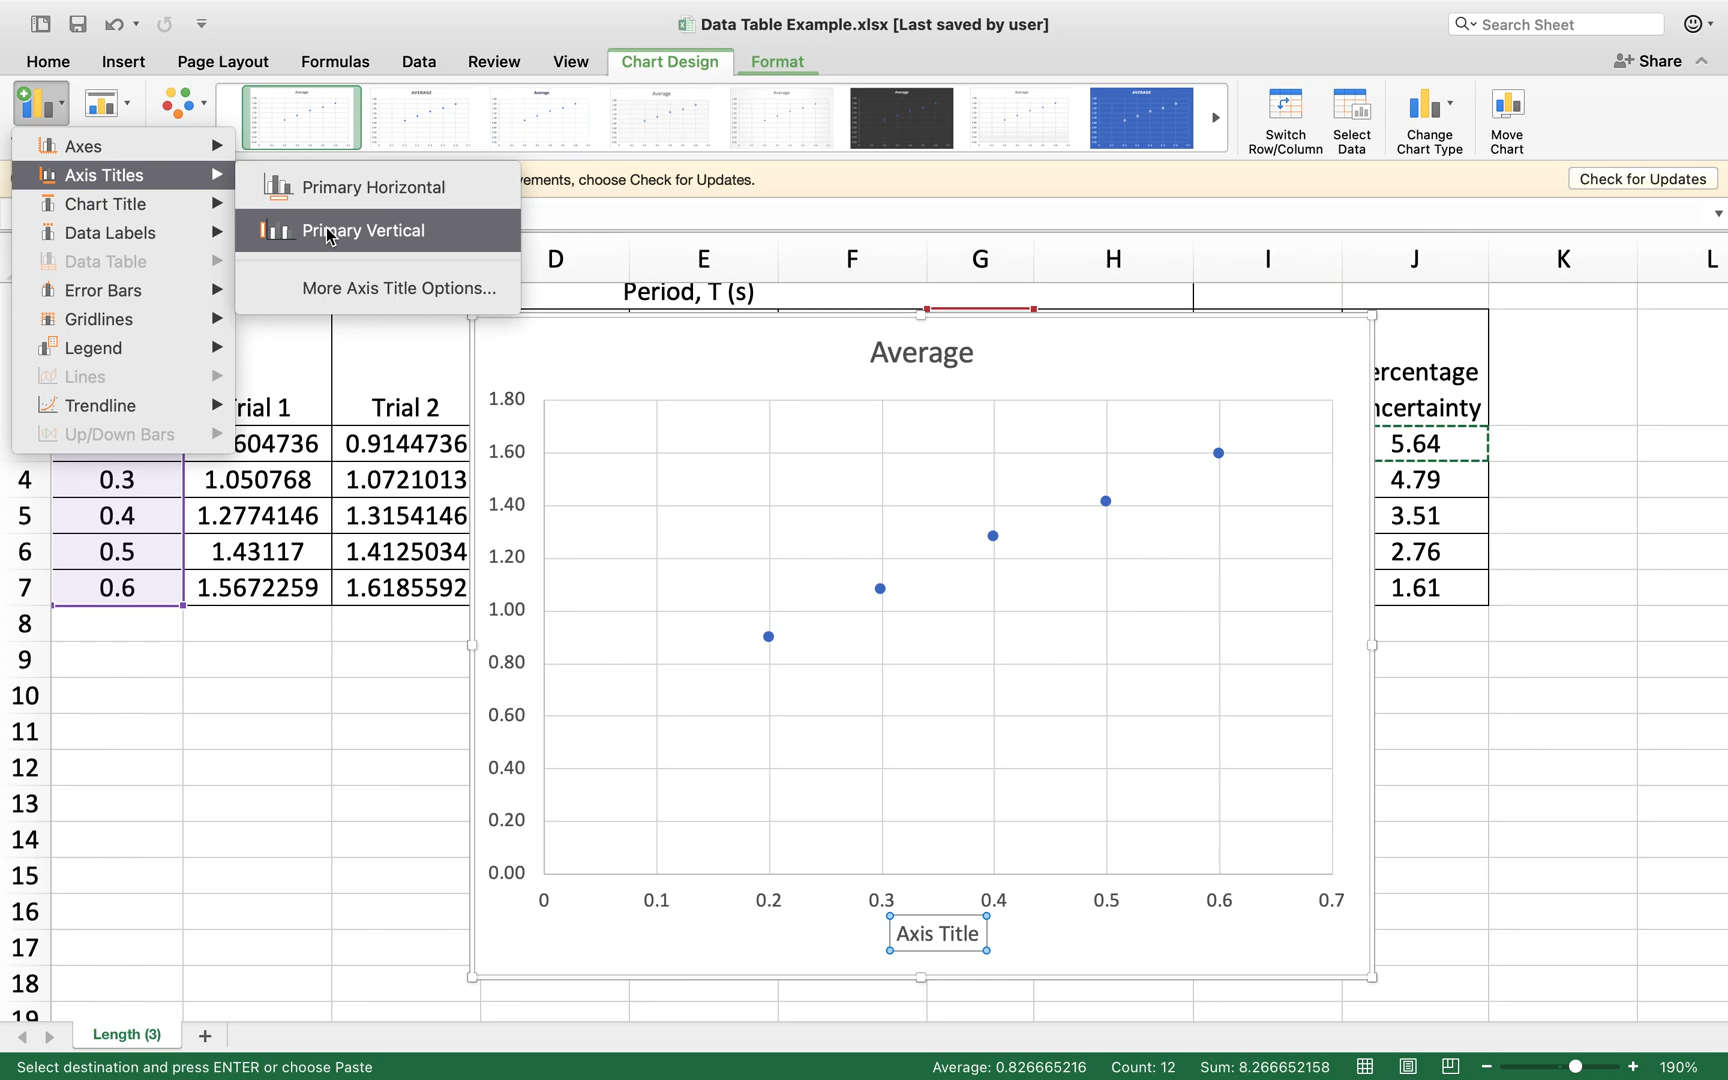 Data Table Example.xlsx [Last saved by user]
Search Sheet
Home Insert Page Layout Formulas Data Review View Chart Design Format
Share
Switch Row/Column
Select Data
Change Chart Type
Move Chart
Axes
Axis Titles
Chart Title
Data Labels
Data Table
Error Bars
Gridlines
Legend
Lines
Trendline
Up/Down Bars
Primary Horizontal
Primary Vertical
More Axis Title Options...
vements, choose Check for Updates.
Check for Updates
D E F G H I J K L
Period, T (s)
rial 1 Trial 2
ercentage
ncertainty
604736 0.9144736 5.64
4 0.3 1.050768 1.0721013 4.79
5 0.4 1.2774146 1.3154146 3.51
6 0.5 1.43117 1.4125034 2.76
7 0.6 1.5672259 1.6185592 1.61
8
9
10
11
12
13
14
15
16
17
18
19
Average
1.80
1.60
1.40
1.20
1.00
0.80
0.60
0.40
0.20
0.00
0 0.1 0.2 0.3 0.4 0.5 0.6 0.7
Axis Title
Length (3)
Select destination and press ENTER or choose Paste
Average: 0.826665216 Count: 12 Sum: 8.266652158
190%